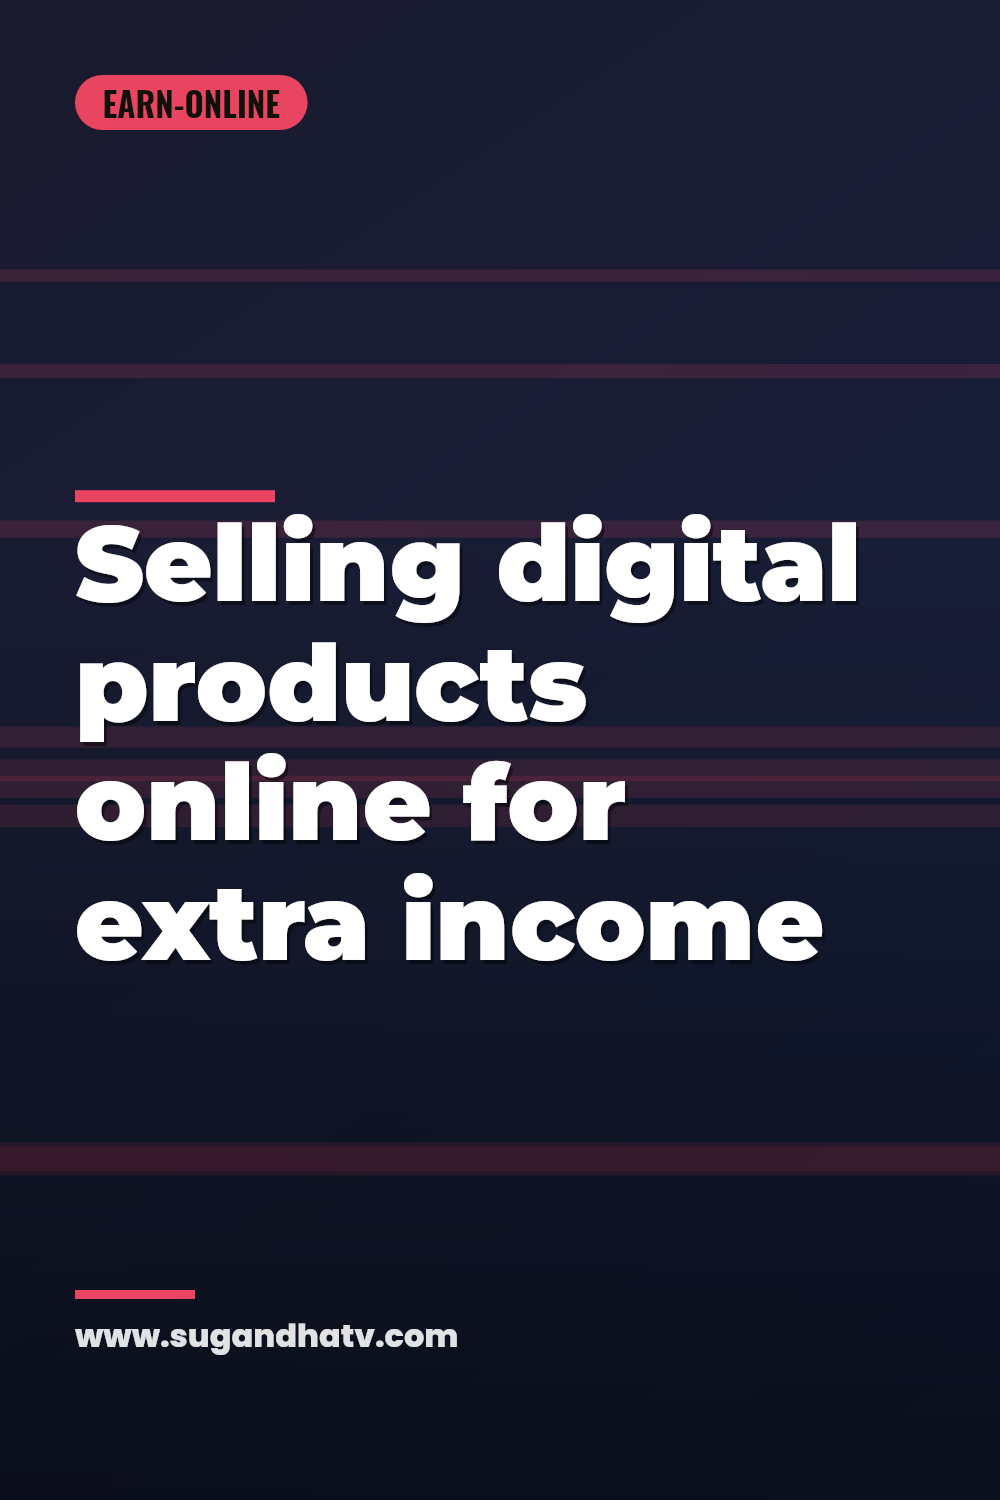 EARN-ONLINE
Selling digital
products
online for
extra income
www.sugandhatv.com